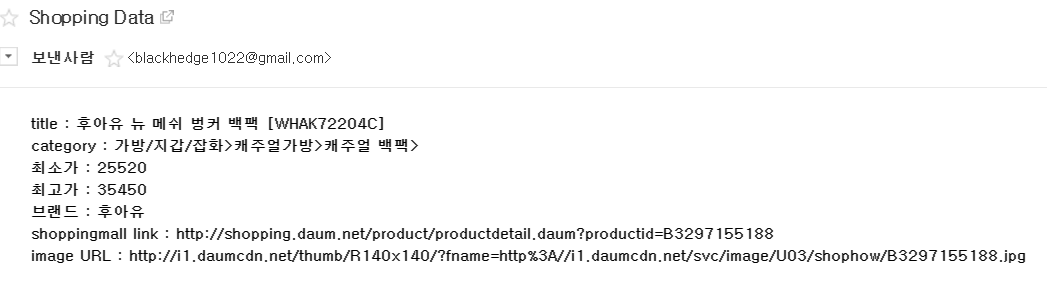 Shopping Data
보낸사람 <blackhedge1022@gmail.com>
title : 후아유 뉴 메쉬 벙커 백팩 [WHAK72204C]
category : 가방/지갑/잡화>캐주얼가방>캐주얼 백팩>
최소가 : 25520
최고가 : 35450
브랜드 : 후아유
shoppingmall link : http://shopping.daum.net/product/productdetail.daum?productid=B3297155188
image URL : http://i1.daumcdn.net/thumb/R140x140/?fname=http%3A//i1.daumcdn.net/svc/image/U03/shophow/B3297155188.jpg